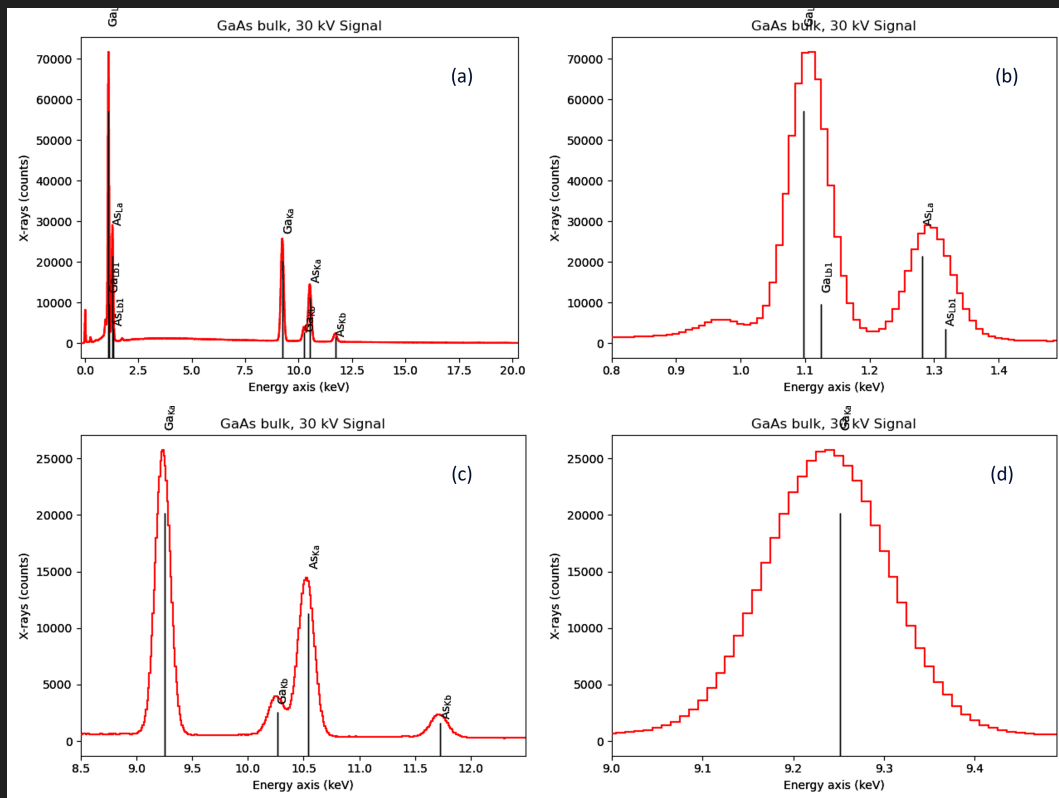 GaAs bulk, 30 kV Signal
Ga
(a)
70000
60000
50000
40000
30000
20000
10000
0
X-rays (counts)
AsLa
GaLb1
AsLb1
GaKa
GaKb
AsKa
AsKb
0.0 2.5 5.0 7.5 10.0 12.5 15.0 17.5 20.0
Energy axis (keV)
GaAs bulk, 30 kV Signal
Ga
(b)
70000
60000
50000
40000
30000
20000
10000
0
X-rays (counts)
GaLb1
AsLa
AsLb1
0.8 0.9 1.0 1.1 1.2 1.3 1.4
Energy axis (keV)
GaKa
GaAs bulk, 30 kV Signal
(c)
25000
20000
15000
10000
5000
0
X-rays (counts)
GaKb
AsKa
AsKb
8.5 9.0 9.5 10.0 10.5 11.0 11.5 12.0
Energy axis (keV)
GaAs bulk, 30 kV Signal
GaKa
(d)
25000
20000
15000
10000
5000
0
X-rays (counts)
9.0 9.1 9.2 9.3 9.4
Energy axis (keV)